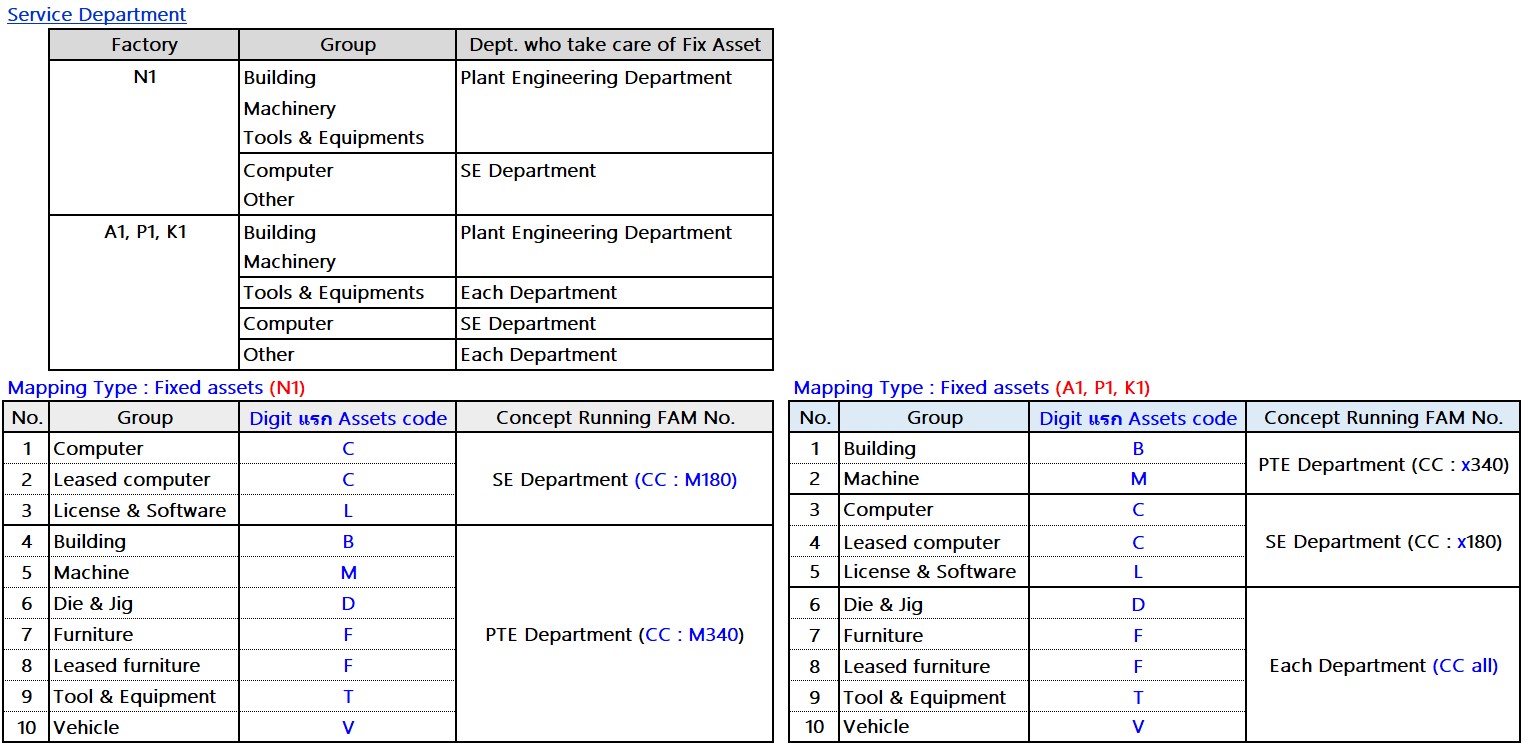 Service Department
Factory Group Dept. who take care of Fix Asset
N1 Building Plant Engineering Department
Machinery
Tools & Equipments
Computer SE Department
Other
A1, P1, K1 Building Plant Engineering Department
Machinery
Tools & Equipments Each Department
Computer SE Department
Other Each Department
Mapping Type : Fixed assets (N1)
No. Group Digit แรก Assets code Concept Running FAM No.
1 Computer C
2 Leased computer C SE Department (CC : M180)
3 License & Software L
4 Building B
5 Machine M
6 Die & Jig D
7 Furniture F PTE Department (CC : M340)
8 Leased furniture F
9 Tool & Equipment T
10 Vehicle V
Mapping Type : Fixed assets (A1, P1, K1)
No. Group Digit แรก Assets code Concept Running FAM No.
1 Building B PTE Department (CC : x340)
2 Machine M
3 Computer C
4 Leased computer C SE Department (CC : x180)
5 License & Software L
6 Die & Jig D
7 Furniture F
8 Leased furniture F Each Department (CC all)
9 Tool & Equipment T
10 Vehicle V